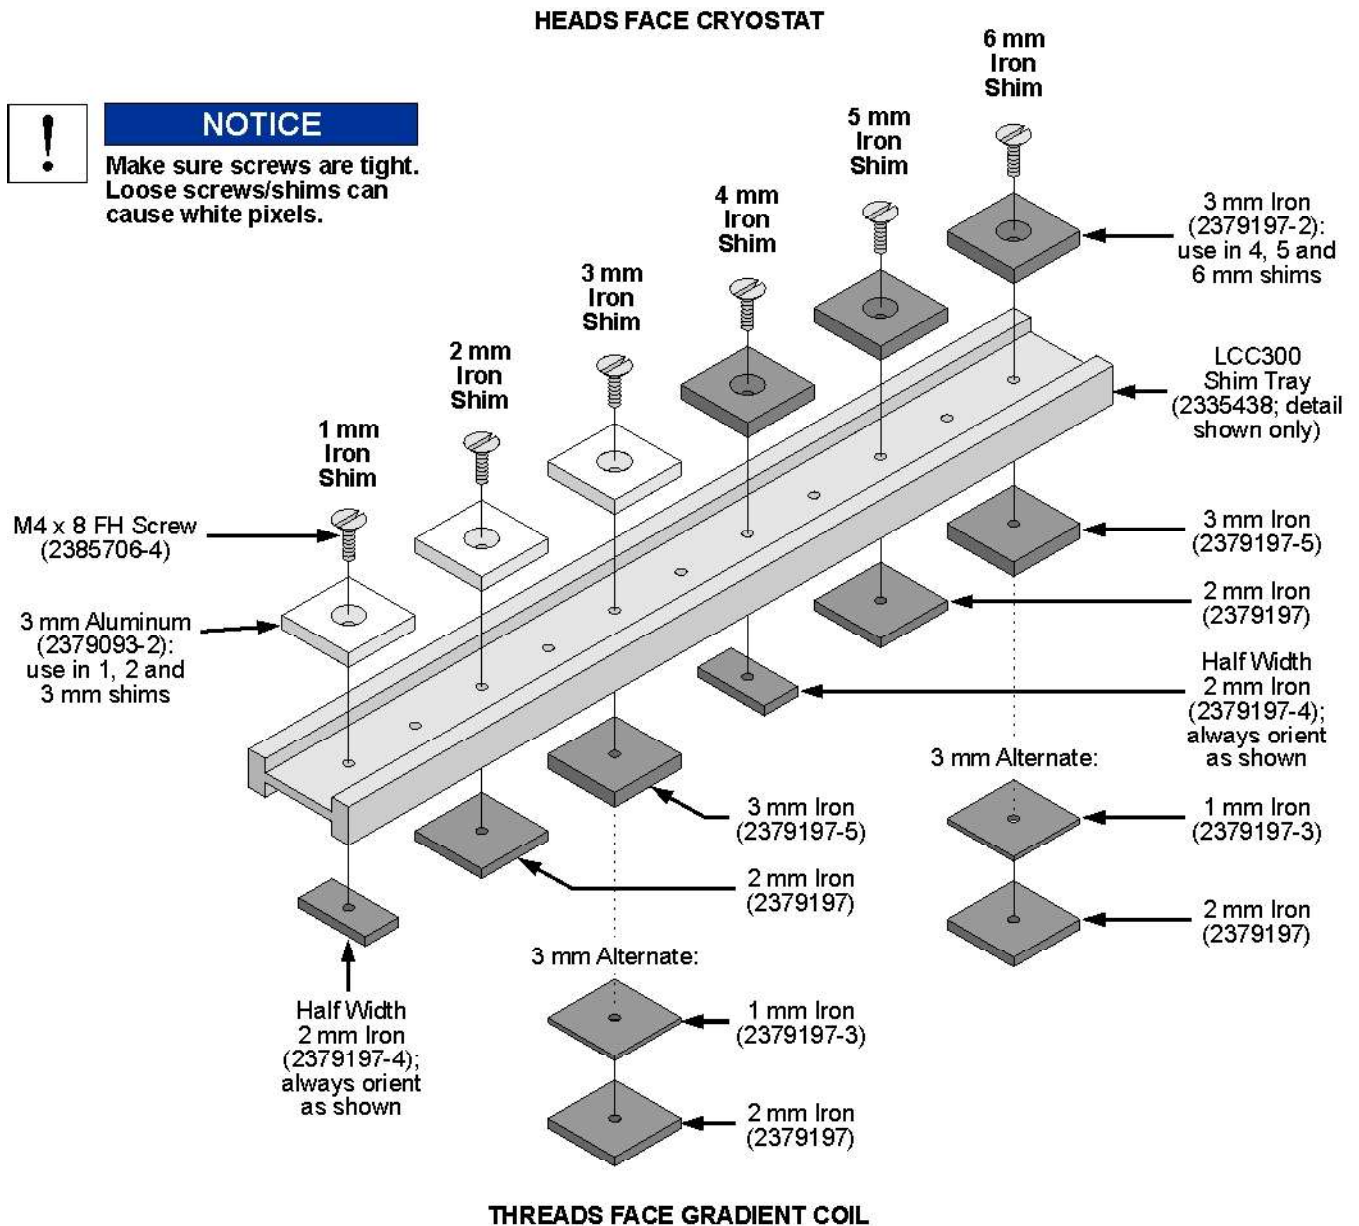 HEADS FACE CRYOSTAT
!
NOTICE
Make sure screws are tight.
Loose screws/shims can
cause white pixels.
6 mm
Iron
Shim
5 mm
Iron
Shim
4 mm
Iron
Shim
3 mm
Iron
Shim
2 mm
Iron
Shim
1 mm
Iron
Shim
3 mm Iron
(2379197-2):
use in 4, 5 and
6 mm shims
LCC300
Shim Tray
(2335438; detail
shown only)
M4 x 8 FH Screw
(2385706-4)
3 mm Aluminum
(2379093-2):
use in 1, 2 and
3 mm shims
3 mm Iron
(2379197-5)
2 mm Iron
(2379197)
Half Width
2 mm Iron
(2379197-4);
always orient
as shown
3 mm Alternate:
1 mm Iron
(2379197-3)
2 mm Iron
(2379197)
3 mm Iron
(2379197-5)
2 mm Iron
(2379197)
3 mm Alternate:
1 mm Iron
(2379197-3)
2 mm Iron
(2379197)
Half Width
2 mm Iron
(2379197-4);
always orient
as shown
THREADS FACE GRADIENT COIL